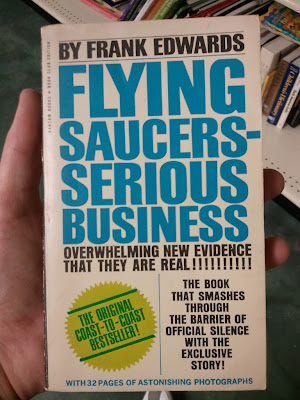 BY FRANK EDWARDS
FLYING
SAUCERS-
SERIOUS
BUSINESS
OVERWHELMING NEW EVIDENCE
THAT THEY ARE REAL!!!!!!!!!!
THE ORIGINAL
COAST-TO-COAST
BESTSELLER!
THE BOOK
THAT SMASHES
THROUGH
THE BARRIER OF
OFFICIAL SILENCE
WITH THE
EXCLUSIVE
STORY!
WITH 32 PAGES OF ASTONISHING PHOTOGRAPHS